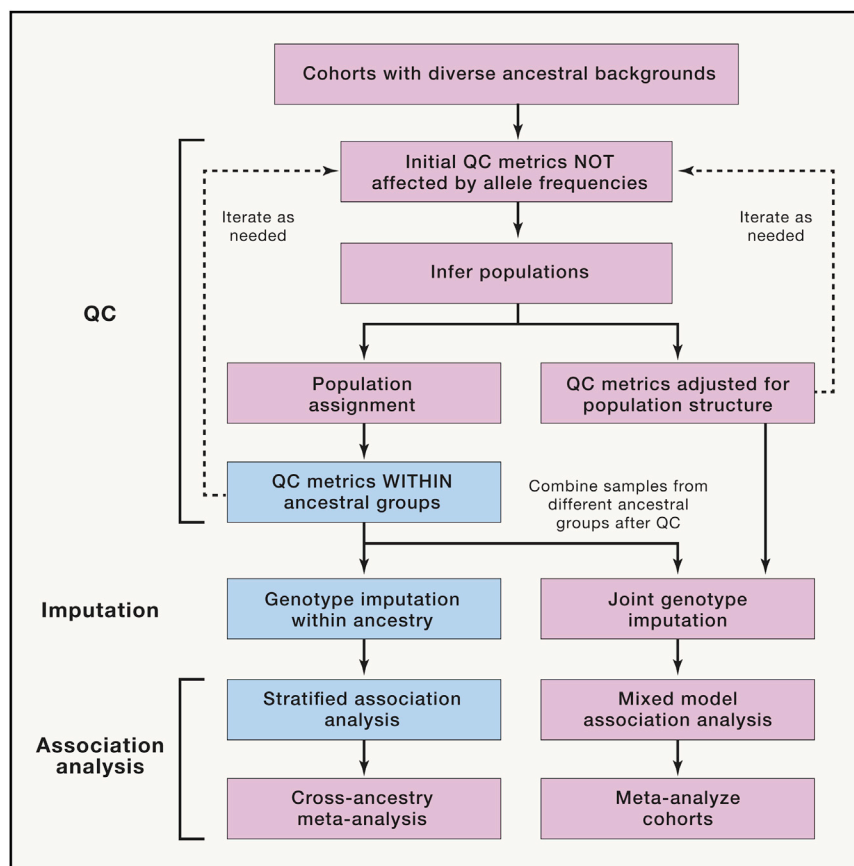 Cohorts with diverse ancestral backgrounds
Initial QC metrics NOT
affected by allele frequencies
Iterate as
needed
Iterate as
needed
Infer populations
QC
Population
assignment
QC metrics adjusted for
population structure
QC metrics WITHIN
ancestral groups
Combine samples from
different ancestral
groups after QC
Imputation
Genotype imputation
within ancestry
Joint genotype
imputation
Stratified association
analysis
Mixed model
association analysis
Association
analysis
Cross-ancestry
meta-analysis
Meta-analyze
cohorts